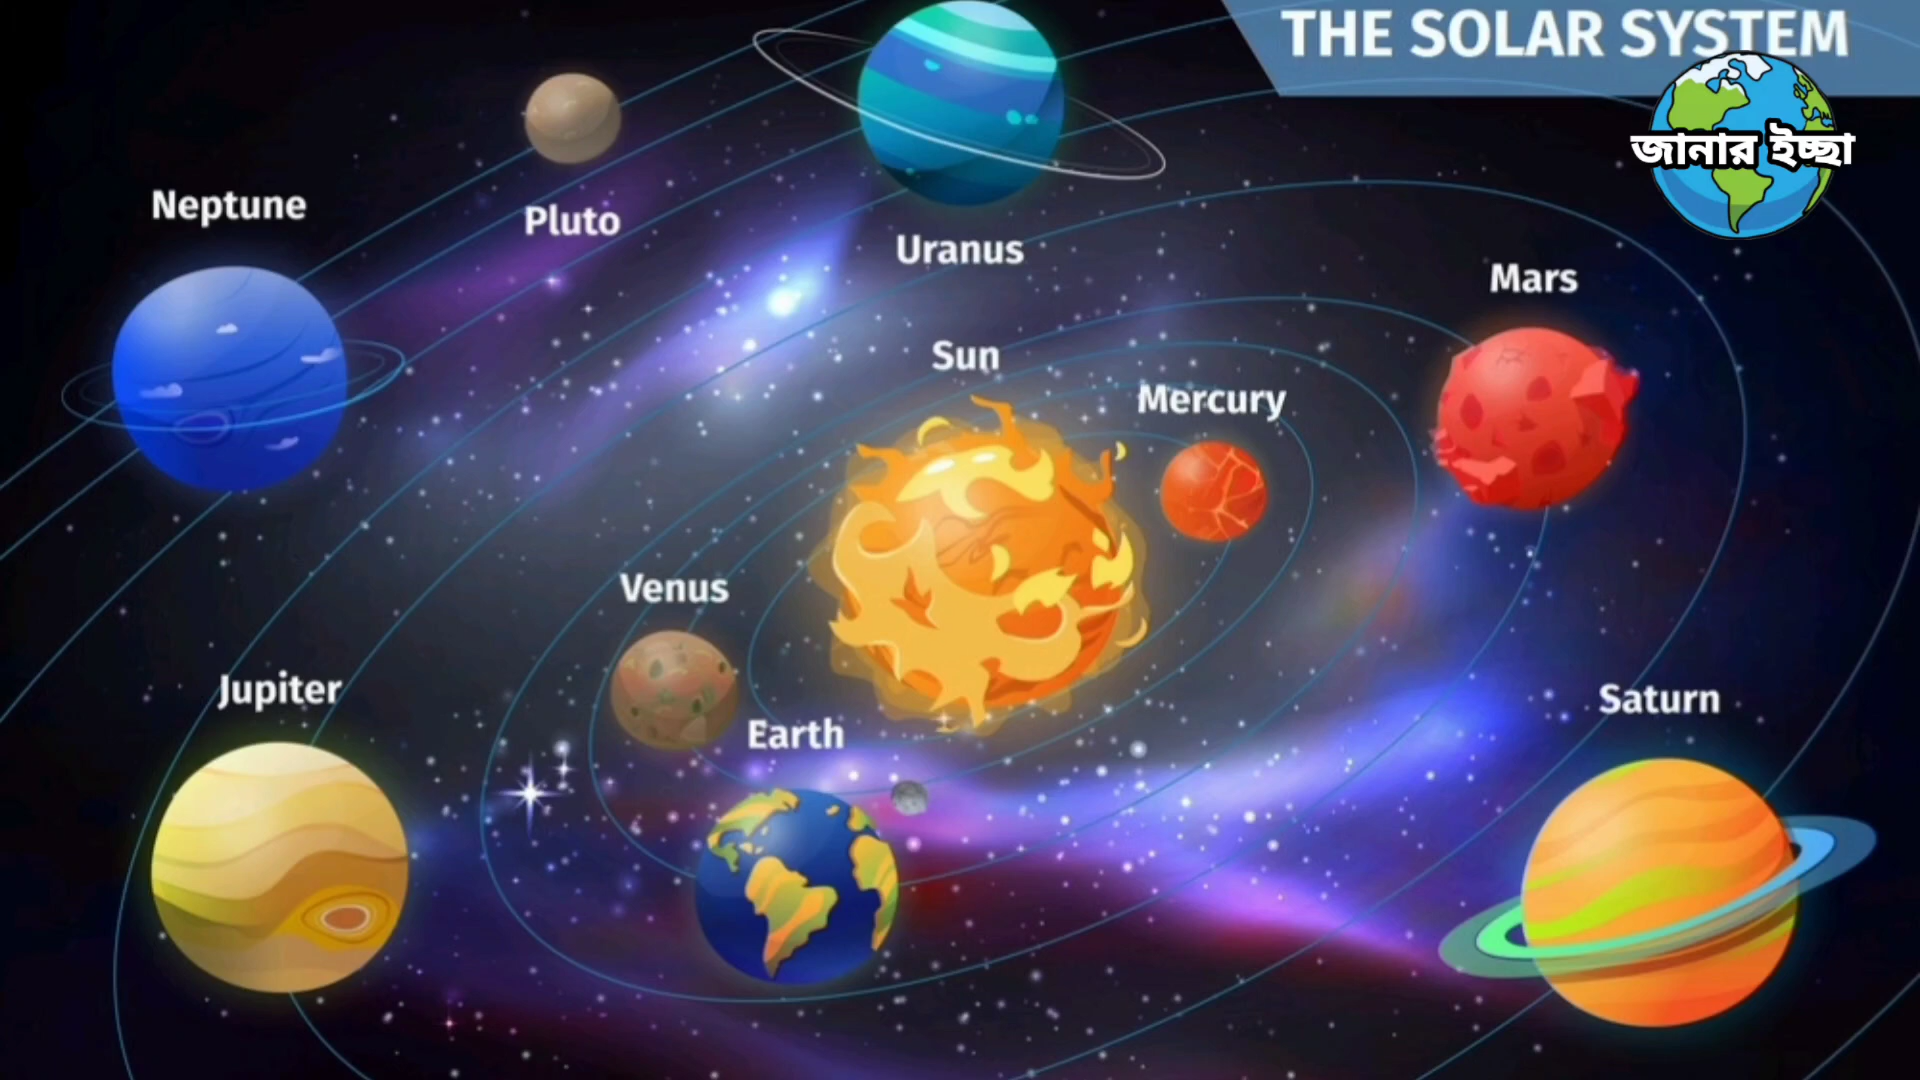 THE SOLAR SYSTEM
জানার ইচ্ছা
Neptune
Pluto
Uranus
Mars
Sun
Mercury
Venus
Jupiter
Saturn
Earth